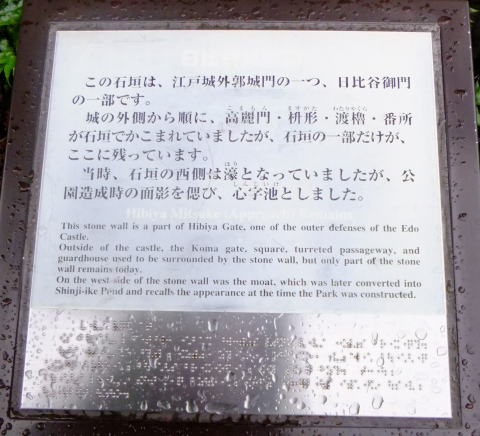 この石垣は、江戸城外郭城門の一つ、日比谷御門
の一部です。
城の外側から順に、高麗門・枡形・渡櫓・番所
が石垣でかこまれていましたが、石垣の一部だけが、
ここに残っています。
当時、石垣の西側は濠となっていましたが、公
園造成時の面影を偲び、心字池としました。
This stone wall is a part of Hibiya Gate, one of the outer defenses of the Edo
Castle.
Outside of the castle, the Koma gate, square, turreted passageway, and
guardhouse used to be surrounded by the stone wall, but only part of the stone
wall remains today.
On the west side of the stone wall was the moat, which was later converted into
Shinji-ike Pond and recalls the appearance at the time the Park was constructed.